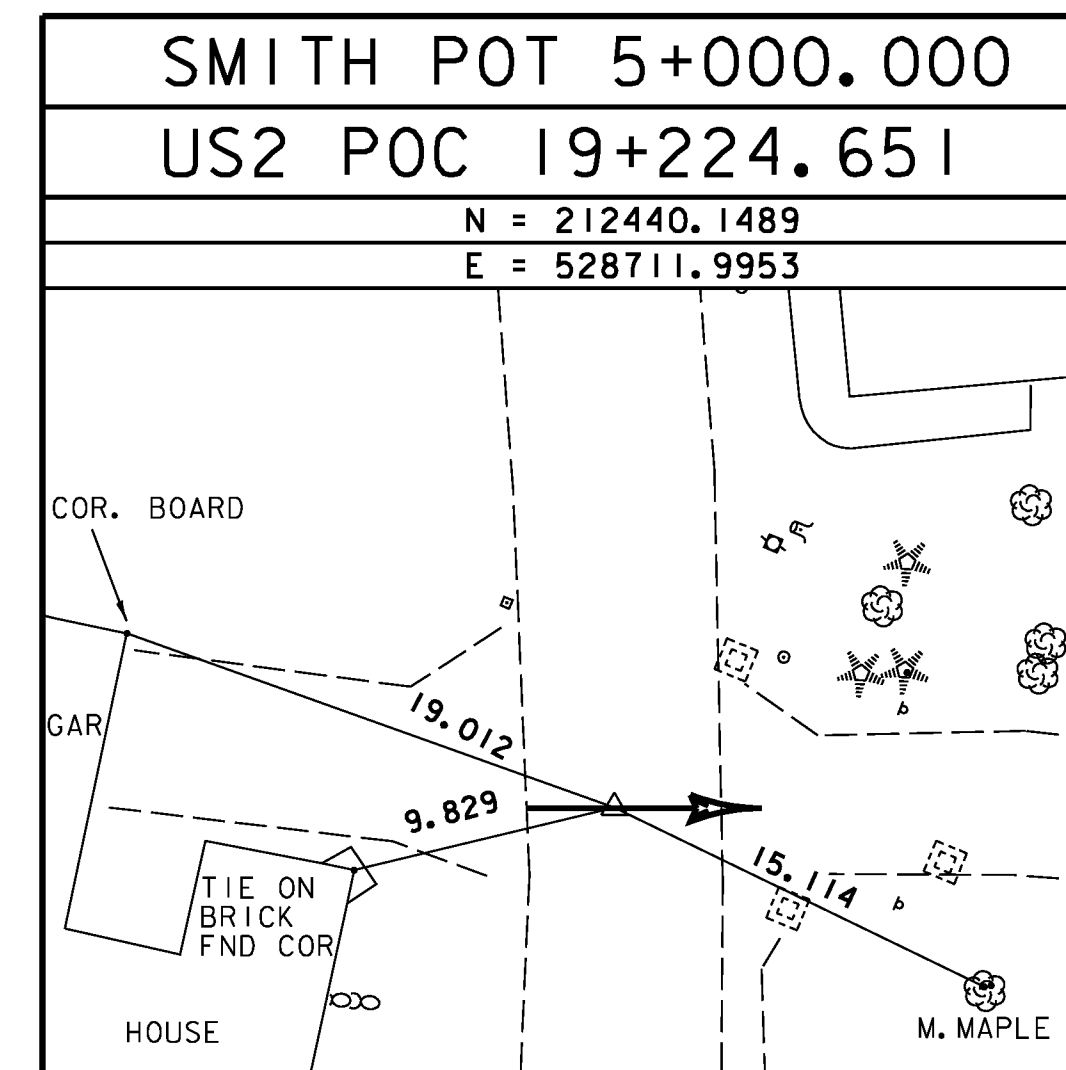 SMITH POT 5+000.000
US2 POC 19+224.651
N = 212440.1489
E = 528711.9953
COR. BOARD
GAR
19.012
9.829
15.114
TIE ON
BRICK
FND COR
HOUSE
M. MAPLE